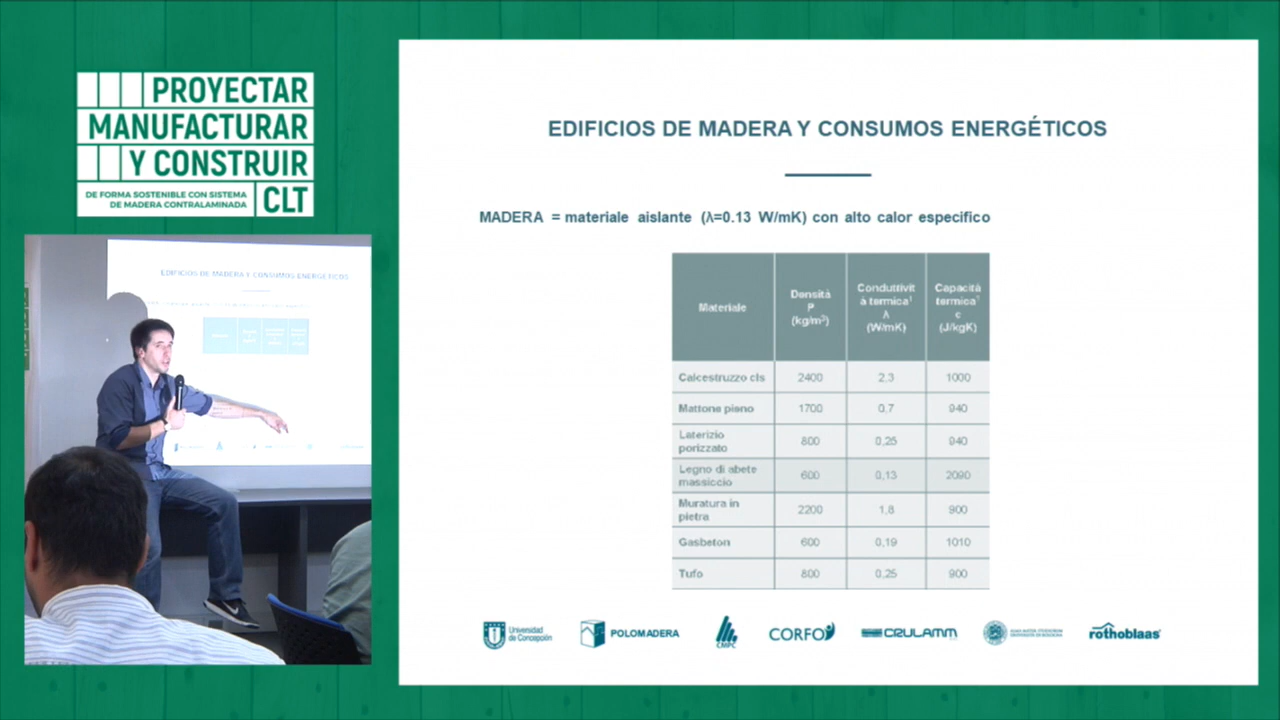 PROYECTAR
MANUFACTURAR
Y CONSTRUIR
DE FORMA SOSTENIBLE CON SISTEMA
DE MADERA CONTRALAMINADA
CLT
EDIFICIOS DE MADERA Y CONSUMOS ENERGÉTICOS
EDIFICIOS DE MADERA Y CONSUMOS ENERGÉTICOS
MADERA = materiale aislante (λ=0.13 W/mK) con alto calor especifico
Materiale
Densità
ρ
(kg/m³)
Conduttivit
à termica¹
λ
(W/mK)
Capacità
termica¹
c
(J/kgK)
Calcestruzzo cls 2400 2,3 1000
Mattone pieno 1700 0,7 940
Laterizio
porizzato 800 0,25 940
Legno di abete
massiccio 600 0,13 2090
Muratura in
pietra 2200 1,8 900
Gasbeton 600 0,19 1010
Tufo 800 0,25 900
Universidad
de Concepción
POLOMADERA
CMPC
CORFO
CRULAMM
rothoblaas